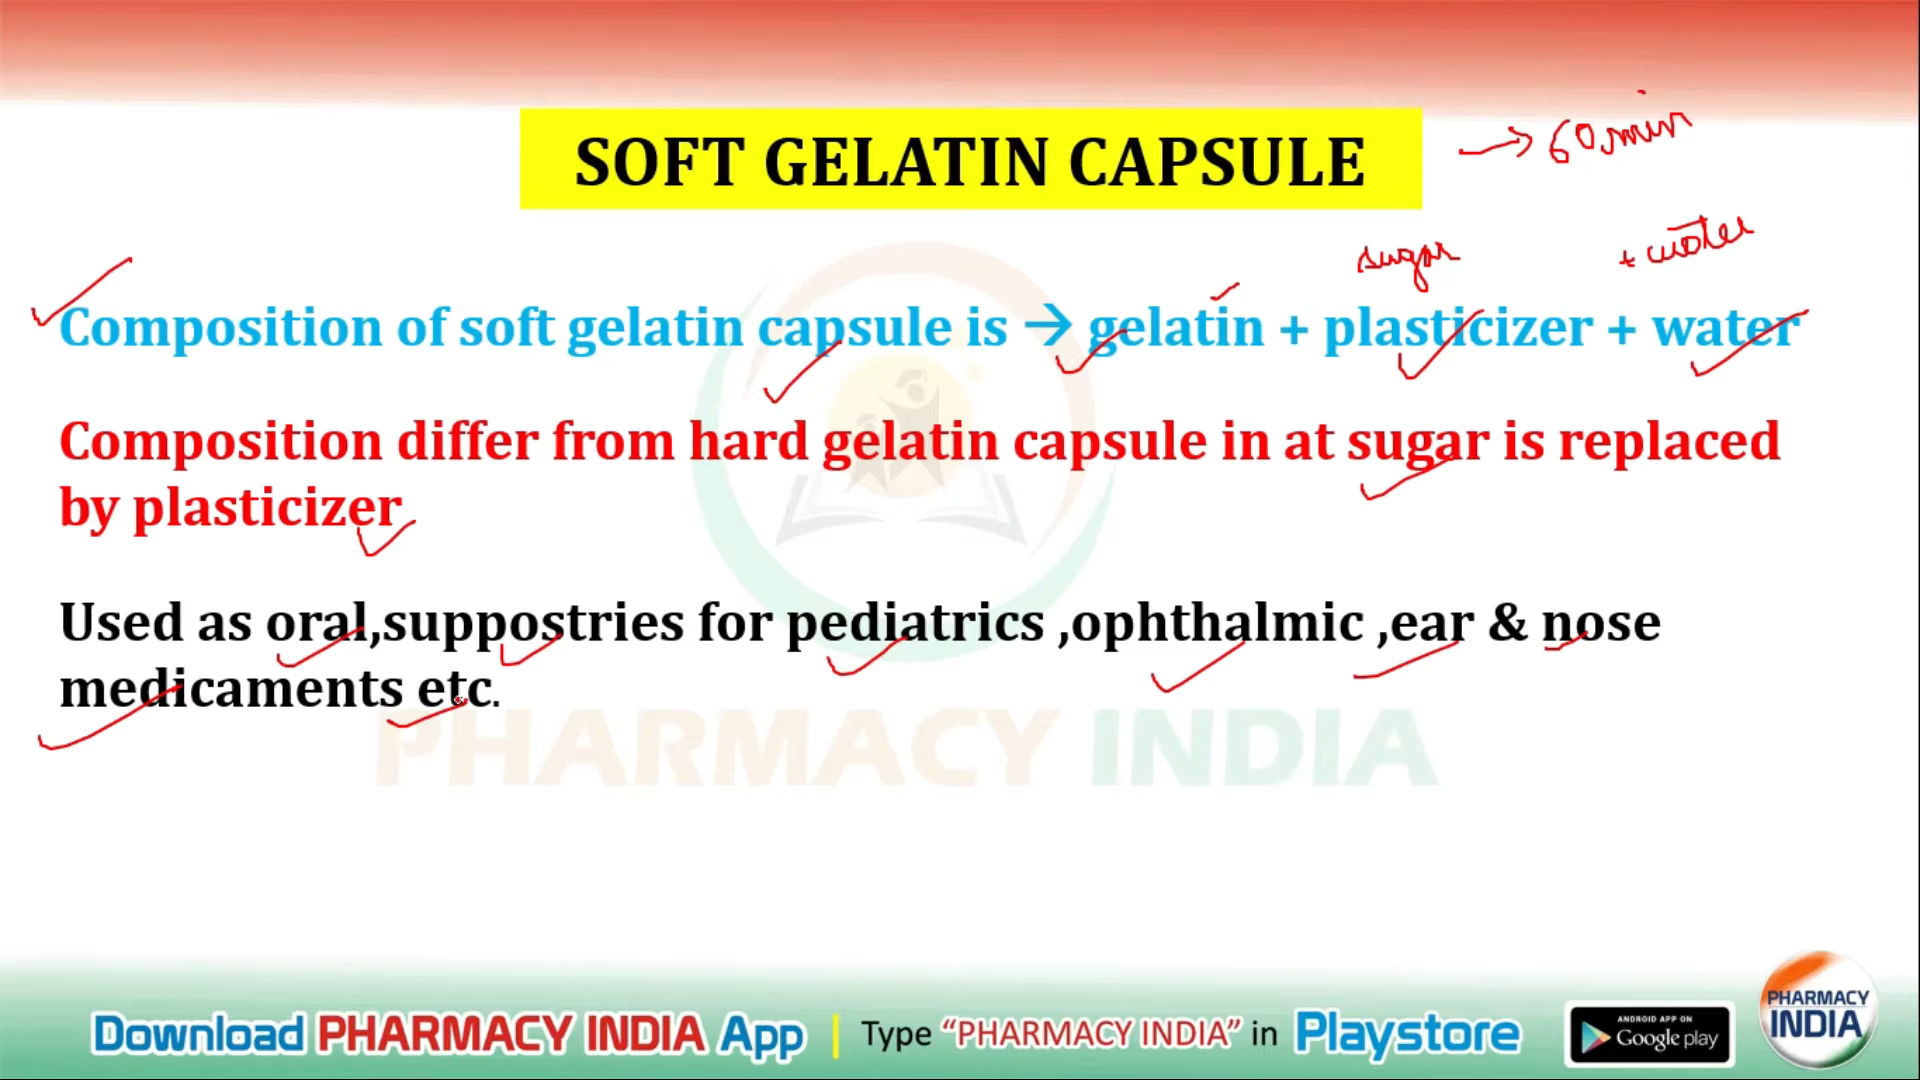 SOFT GELATIN CAPSULE
→ 60 min
sugar
+ water
Composition of soft gelatin capsule is → gelatin + plasticizer + water
Composition differ from hard gelatin capsule in at sugar is replaced
by plasticizer
Used as oral,suppostries for pediatrics ,ophthalmic ,ear & nose
medicaments etc.
PHARMACY INDIA
Download PHARMACY INDIA App | Type “PHARMACY INDIA” in Playstore
ANDROID APP ON
Google play
PHARMACY
INDIA